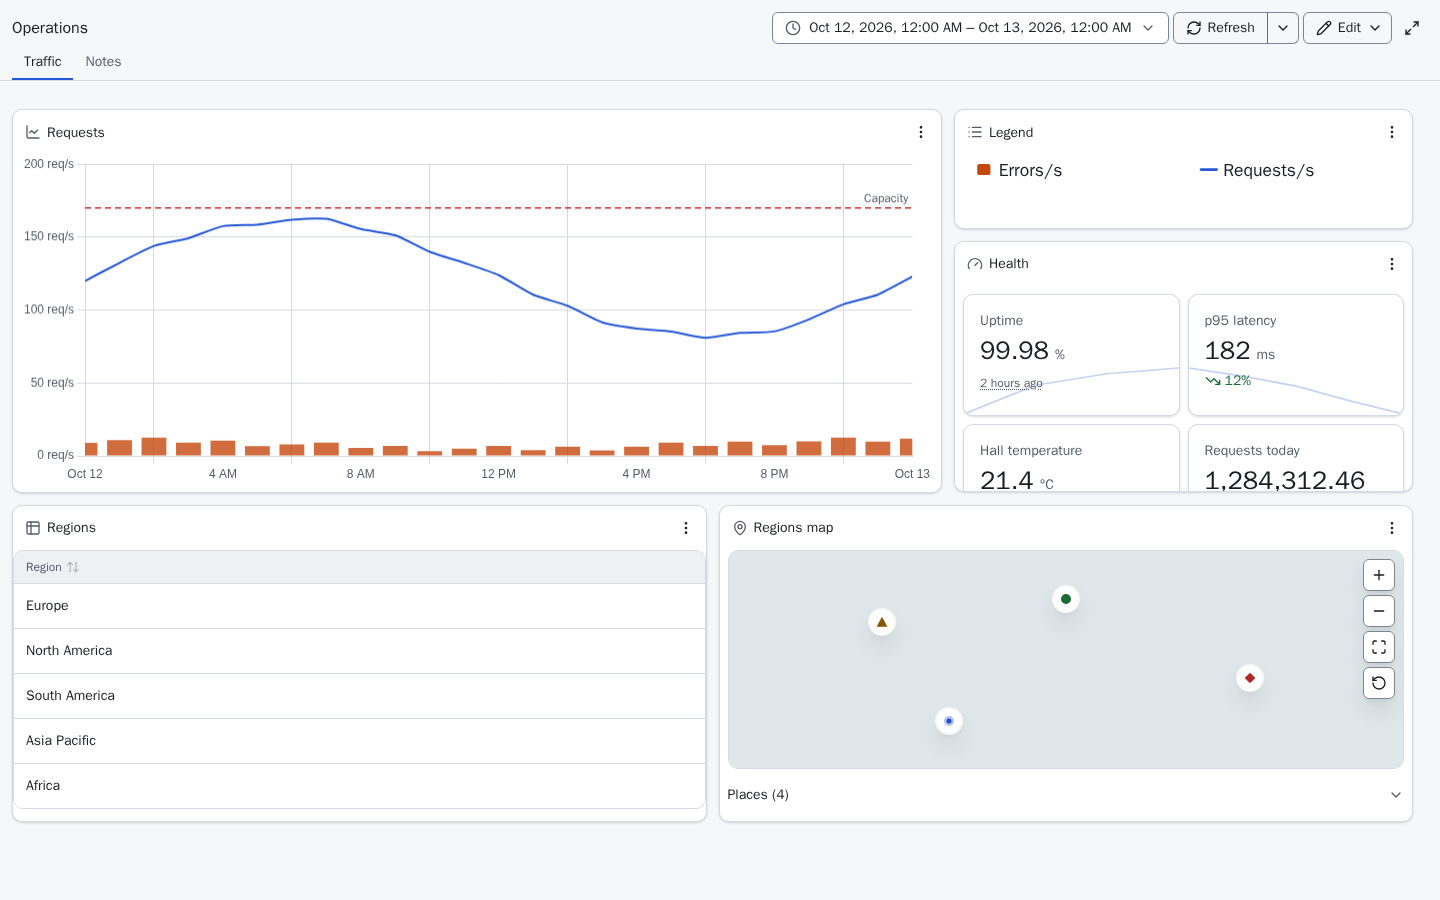 Operations
Oct 12, 2026, 12:00 AM – Oct 13, 2026, 12:00 AM
Refresh
Edit
Traffic
Notes
Requests
200 req/s
150 req/s
100 req/s
50 req/s
0 req/s
Capacity
Oct 12
4 AM
8 AM
12 PM
4 PM
8 PM
Oct 13
Legend
Errors/s
Requests/s
Health
Uptime
99.98 %
2 hours ago
p95 latency
182 ms
12%
Hall temperature
21.4 °C
Requests today
1,284,312.46
Regions
Region
Europe
North America
South America
Asia Pacific
Africa
Regions map
Places (4)